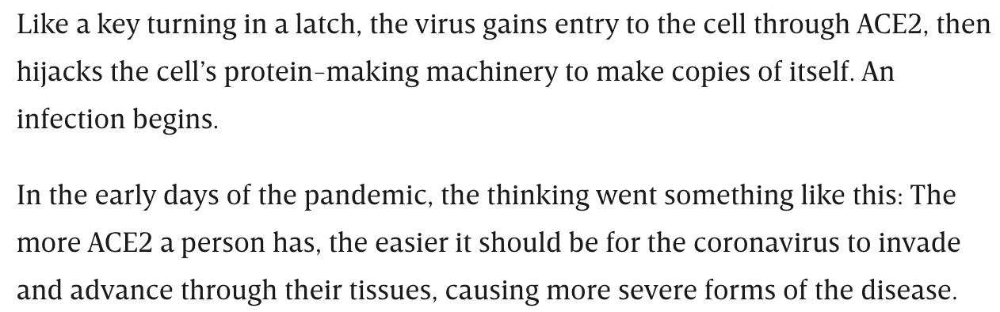 Like a key turning in a latch, the virus gains entry to the cell through ACE2, then
hijacks the cell’s protein-making machinery to make copies of itself. An
infection begins.
In the early days of the pandemic, the thinking went something like this: The
more ACE2 a person has, the easier it should be for the coronavirus to invade
and advance through their tissues, causing more severe forms of the disease.